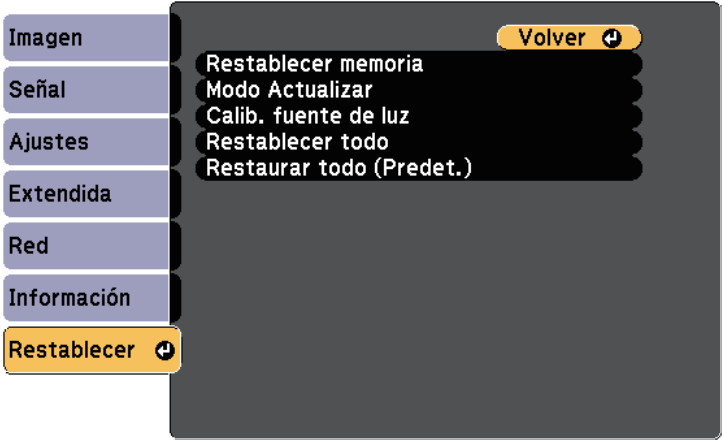 Imagen
Señal
Ajustes
Extendida
Red
Información
Restablecer
Volver
Restablecer memoria
Modo Actualizar
Calib. fuente de luz
Restablecer todo
Restaurar todo (Predet.)